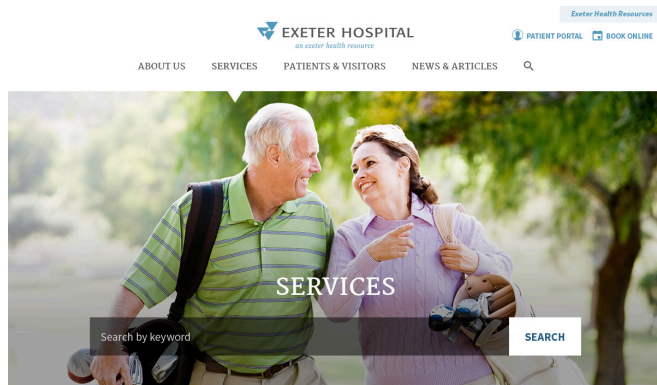 Exeter Health Resources
EXETER HOSPITAL
an exeter health resource
PATIENT PORTAL
BOOK ONLINE
ABOUT US
SERVICES
PATIENTS & VISITORS
NEWS & ARTICLES
SERVICES
Search by keyword
SEARCH